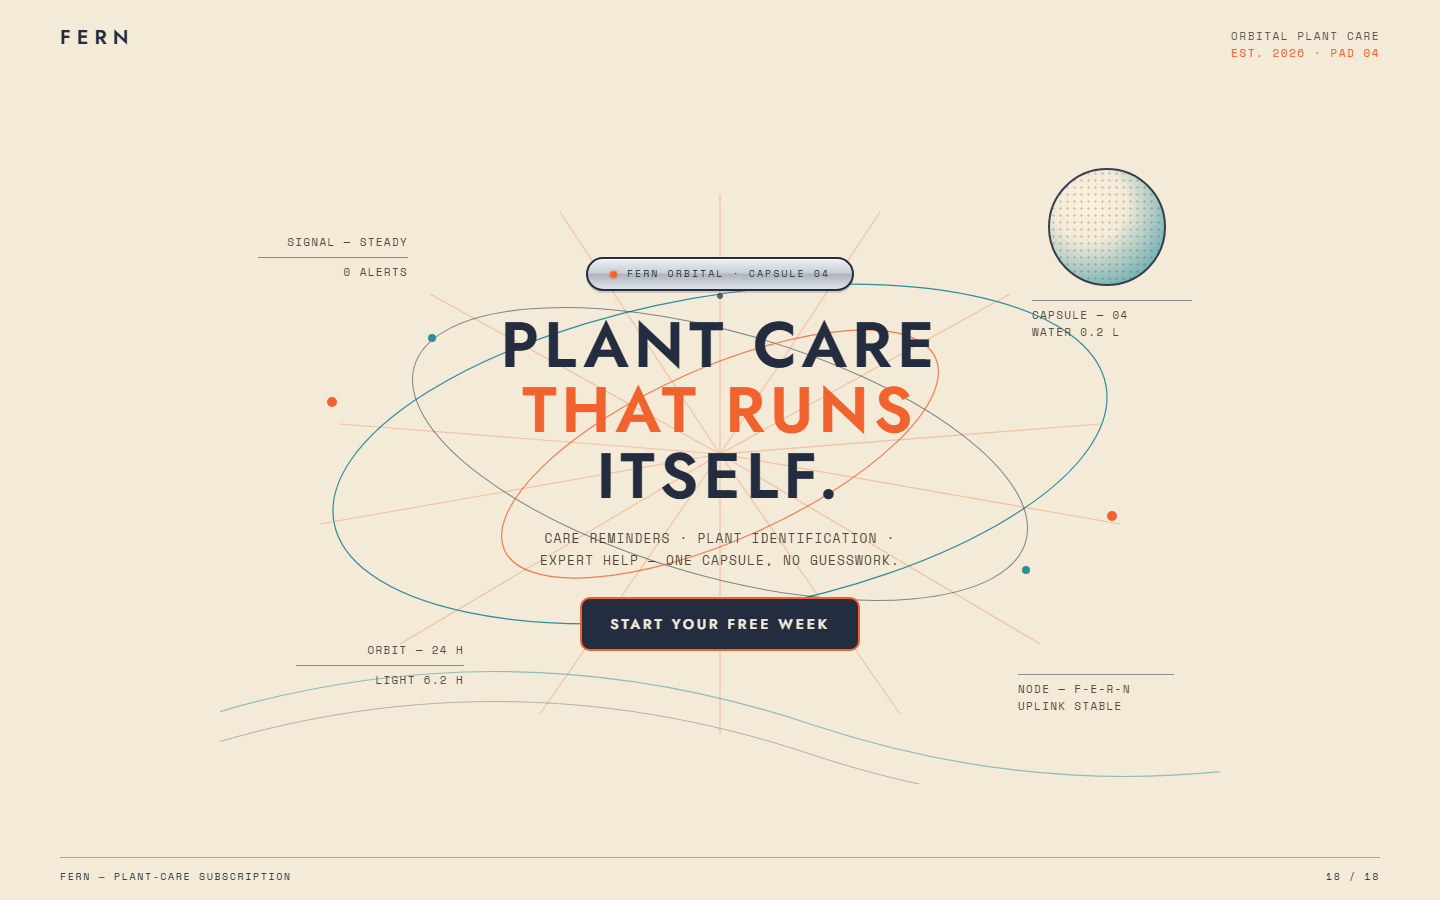 FERN
ORBITAL PLANT CARE
EST. 2026 · PAD 04
SIGNAL — STEADY
0 ALERTS
FERN ORBITAL · CAPSULE 04
CAPSULE — 04
WATER 0.2 L
PLANT CARE
THAT RUNS
ITSELF.
CARE REMINDERS · PLANT IDENTIFICATION ·
EXPERT HELP — ONE CAPSULE, NO GUESSWORK.
START YOUR FREE WEEK
ORBIT — 24 H
LIGHT 6.2 H
NODE — F-E-R-N
UPLINK STABLE
FERN — PLANT-CARE SUBSCRIPTION
18 / 18